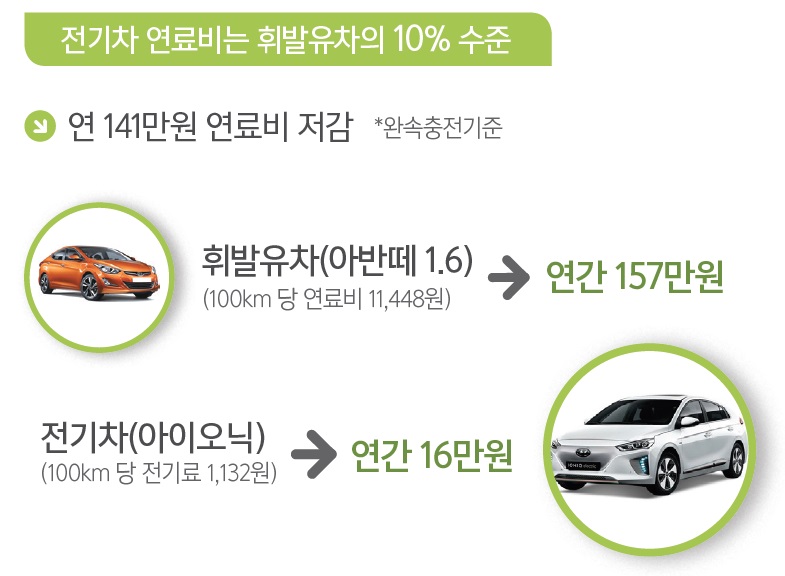 전기차 연료비는 휘발유차의 10% 수준
연 141만원 연료비 저감 *완속충전기준
휘발유차(아반떼 1.6)
(100km 당 연료비 11,448원)
연간 157만원
전기차(아이오닉)
(100km 당 전기료 1,132원)
연간 16만원
IONIQ electric